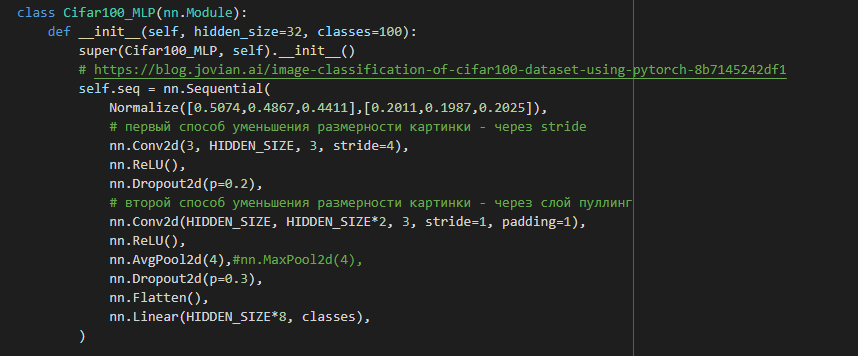 class Cifar100_MLP(nn.Module):
    def __init__(self, hidden_size=32, classes=100):
        super(Cifar100_MLP, self).__init__()
        # https://blog.jovian.ai/image-classification-of-cifar100-dataset-using-pytorch-8b7145242df1
        self.seq = nn.Sequential(
            Normalize([0.5074,0.4867,0.4411],[0.2011,0.1987,0.2025]),
            # первый способ уменьшения размерности картинки - через stride
            nn.Conv2d(3, HIDDEN_SIZE, 3, stride=4),
            nn.ReLU(),
            nn.Dropout2d(p=0.2),
            # второй способ уменьшения размерности картинки - через слой пуллинг
            nn.Conv2d(HIDDEN_SIZE, HIDDEN_SIZE*2, 3, stride=1, padding=1),
            nn.ReLU(),
            nn.AvgPool2d(4),#nn.MaxPool2d(4),
            nn.Dropout2d(p=0.3),
            nn.Flatten(),
            nn.Linear(HIDDEN_SIZE*8, classes),
        )